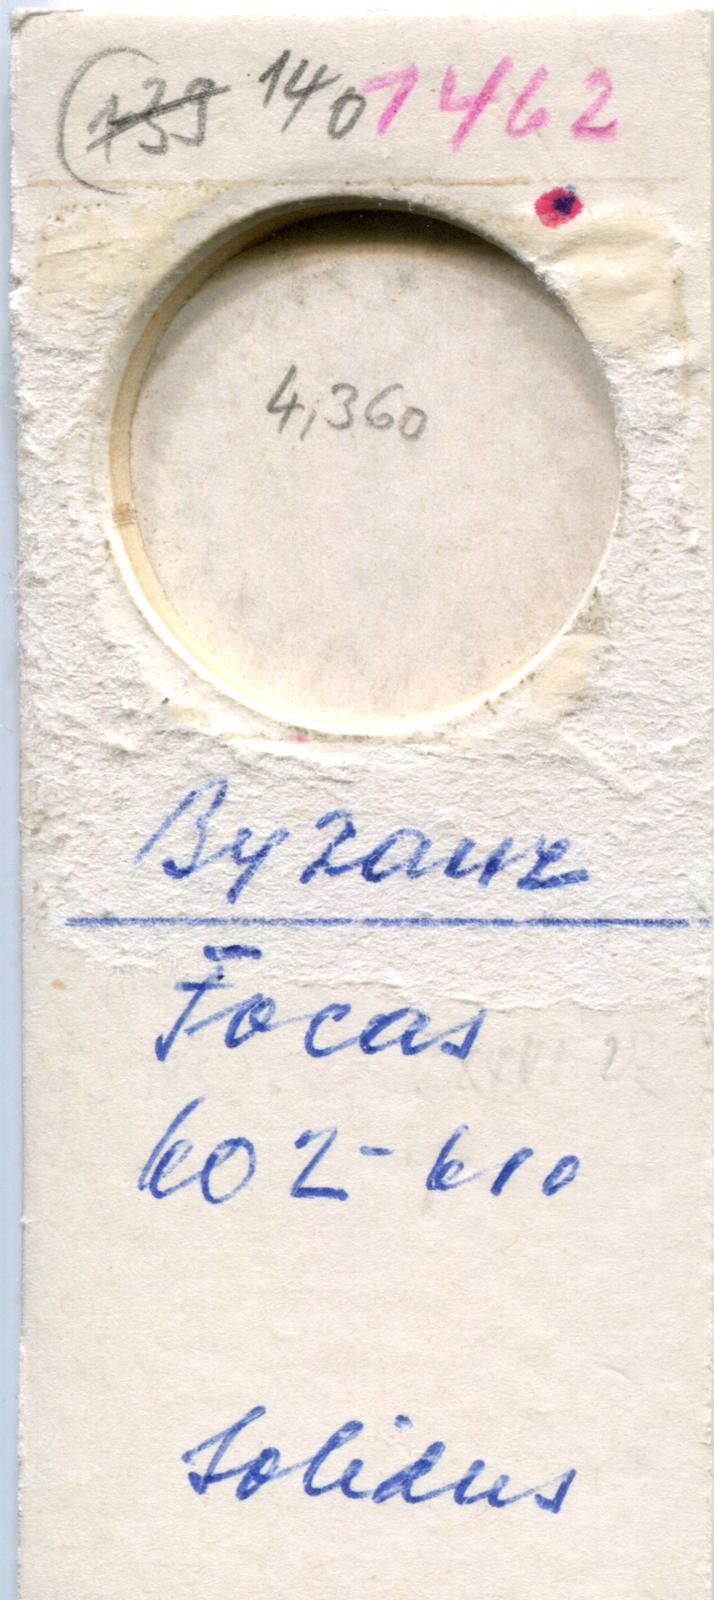 (139 140 1462
4,360
Byzanz
Focas
602-610
Solidus